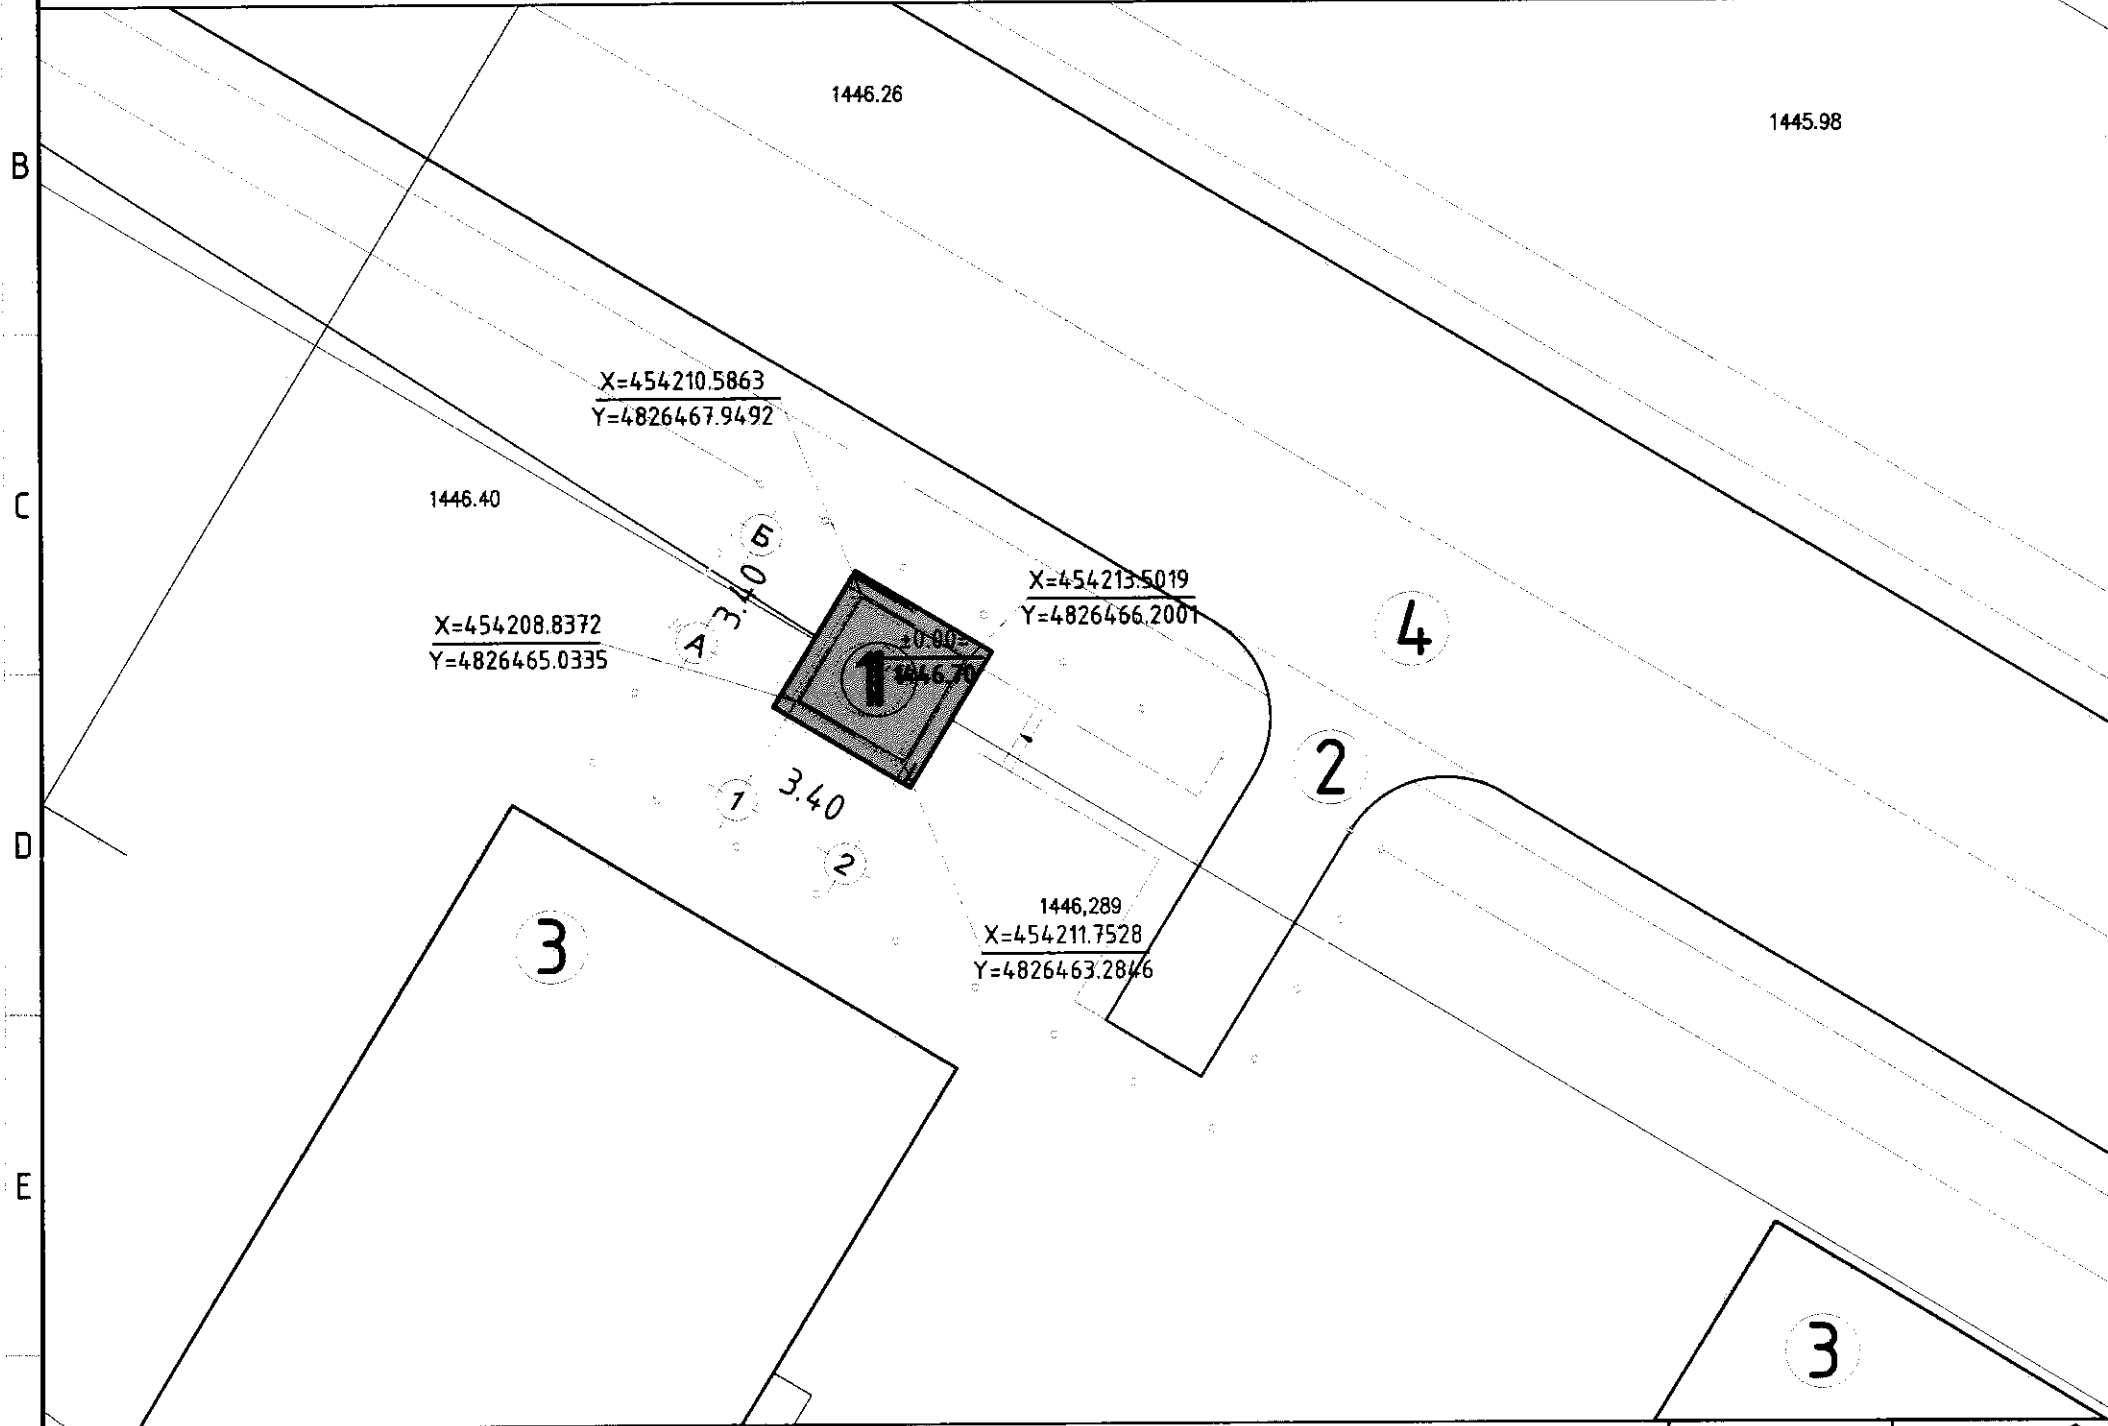 1446.26
1445.98
B
X=454210.5863
Y=4826467.9492
1446.40
C
Б
3.40
X=454213.5019
Y=4826466.2001
X=454208.8372
Y=4826465.0335
А
±0.00=
1446.70
1
4
2
1
3.40
2
D
1446,289
X=454211.7528
Y=4826463.2846
3
E
3